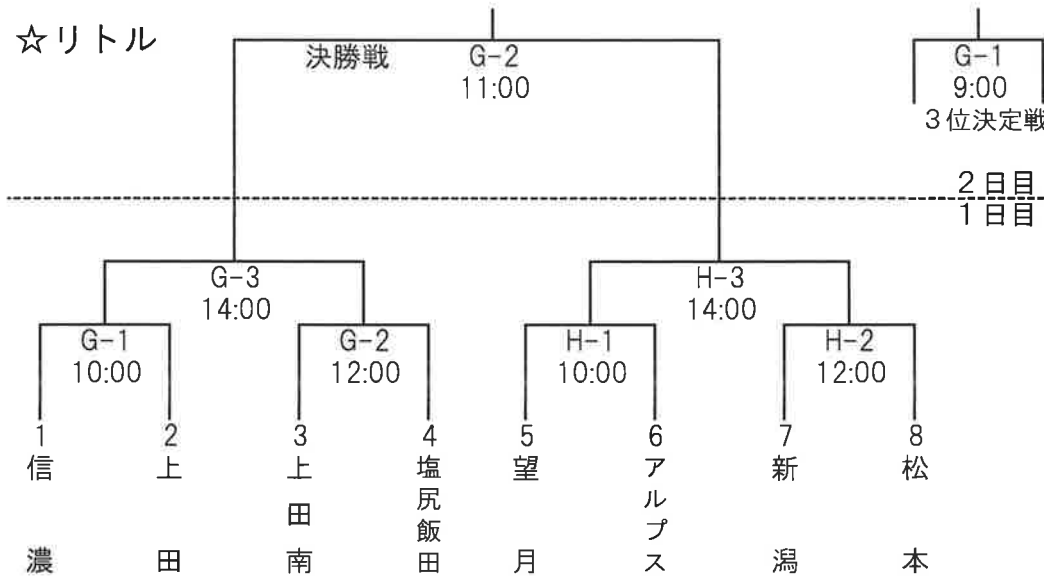 ☆リトル
決勝戦 G-2
11:00
G-1
9:00
3位決定戦
2日目
1日目
G-3
14:00
H-3
14:00
G-1
10:00
G-2
12:00
H-1
10:00
H-2
12:00
1
信濃
2
上田
3
上田南
4
塩尻飯田
5
望月
6
アルプス
7
新潟
8
松本